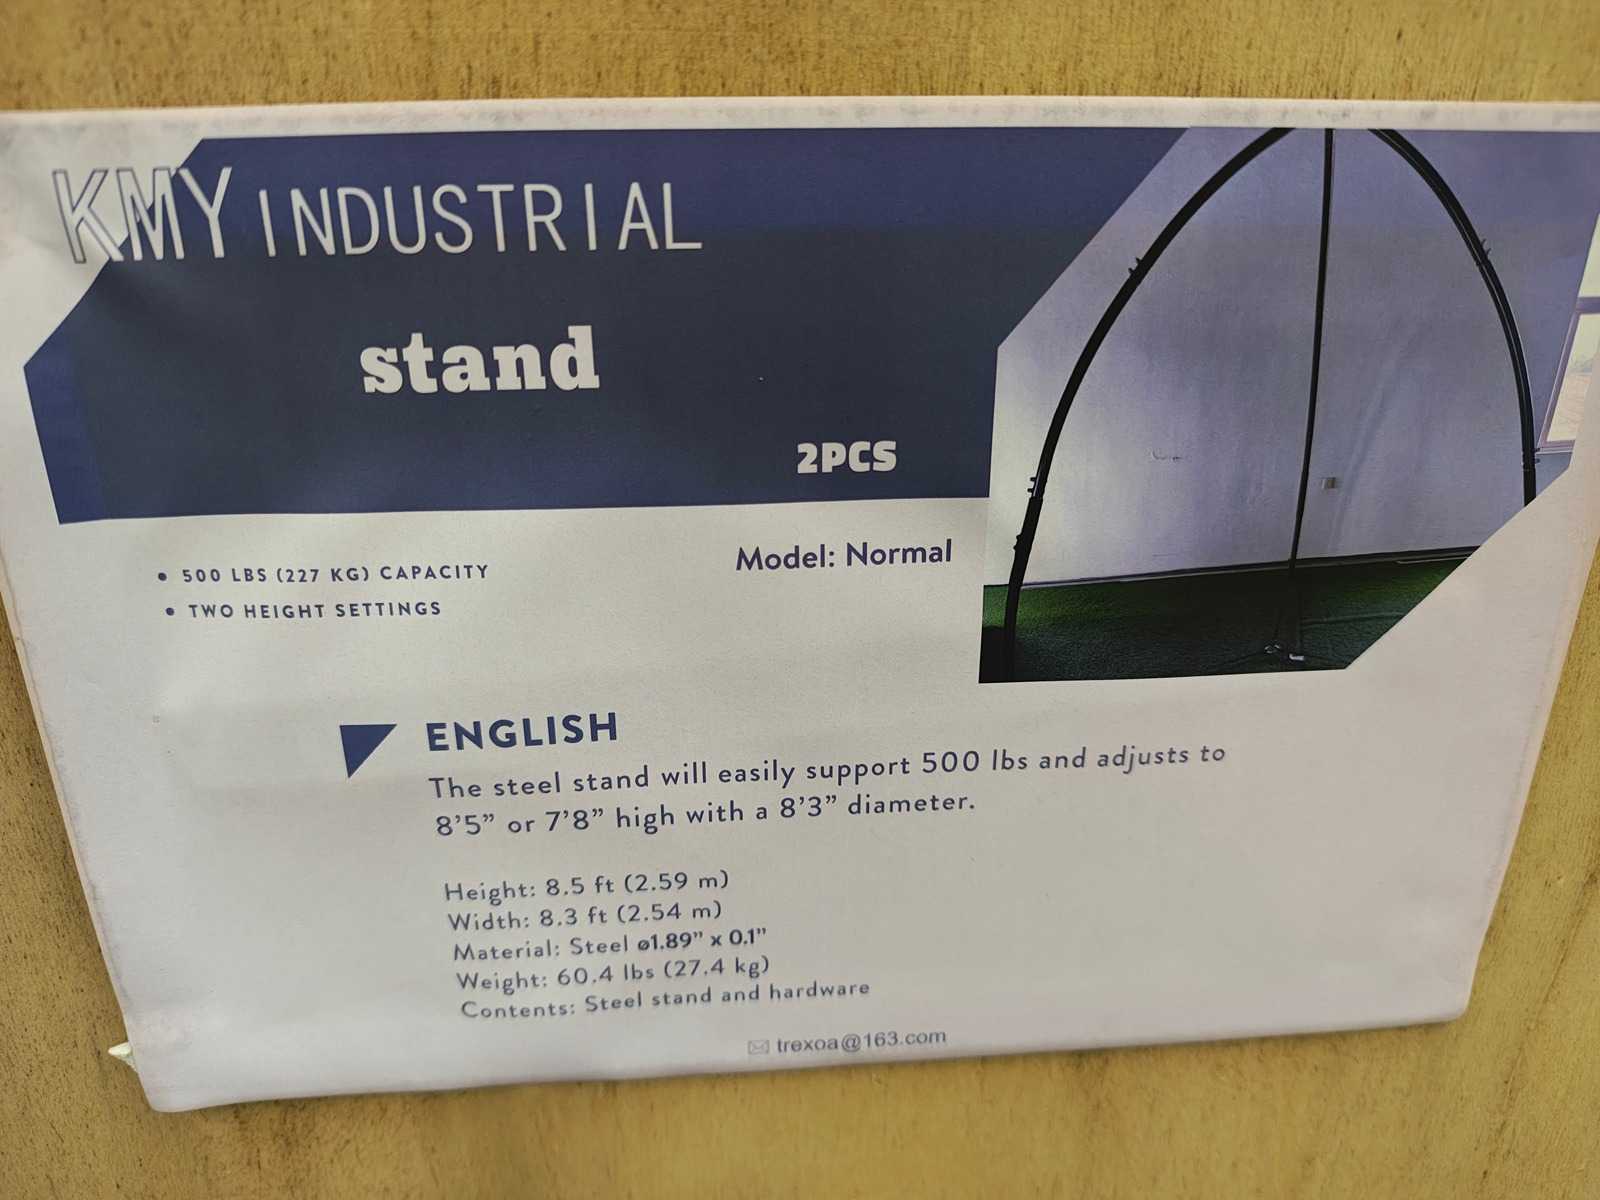 KMY INDUSTRIAL
stand
2PCS
• 500 LBS (227 KG) CAPACITY
• TWO HEIGHT SETTINGS
Model: Normal
ENGLISH
The steel stand will easily support 500 lbs and adjusts to
8’5” or 7’8” high with a 8’3” diameter.
Height: 8.5 ft (2.59 m)
Width: 8.3 ft (2.54 m)
Material: Steel ø1.89” x 0.1”
Weight: 60.4 lbs (27.4 kg)
Contents: Steel stand and hardware
trexoa@163.com